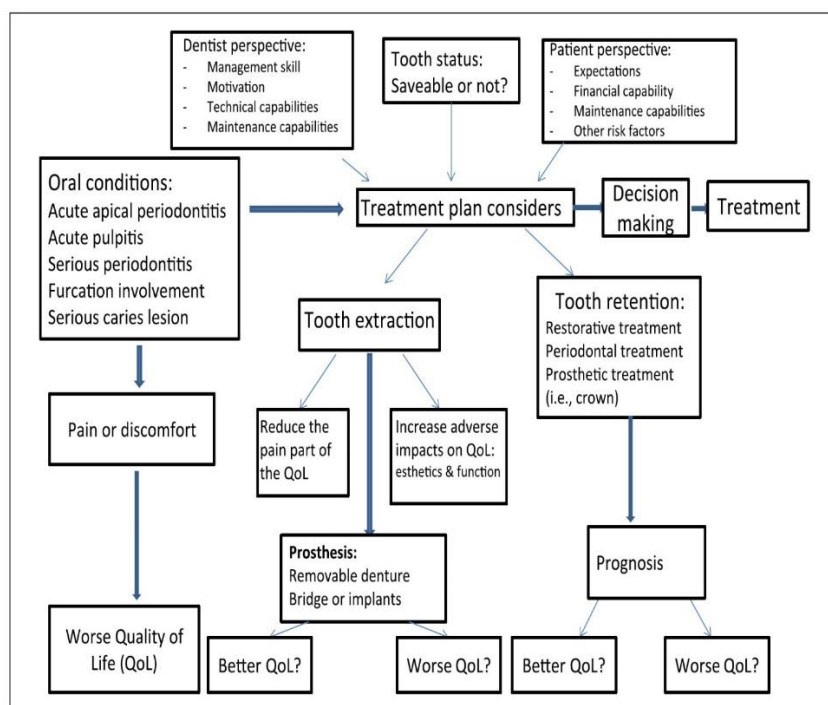 Dentist perspective:
- Management skill
- Motivation
- Technical capabilities
- Maintenance capabilities
Tooth status:
Saveable or not?
Patient perspective:
- Expectations
- Financial capability
- Maintenance capabilities
- Other risk factors
Oral conditions:
Acute apical periodontitis
Acute pulpitis
Serious periodontitis
Furcation involvement
Serious caries lesion
Treatment plan considers
Decision
making
Treatment
Tooth extraction
Tooth retention:
Restorative treatment
Periodontal treatment
Prosthetic treatment
(i.e., crown)
Pain or discomfort
Reduce the
pain part of
the QoL
Increase adverse
impacts on QoL:
esthetics & function
Prosthesis:
Removable denture
Bridge or implants
Prognosis
Worse Quality of
Life (QoL)
Better QoL?
Worse QoL?
Better QoL?
Worse QoL?